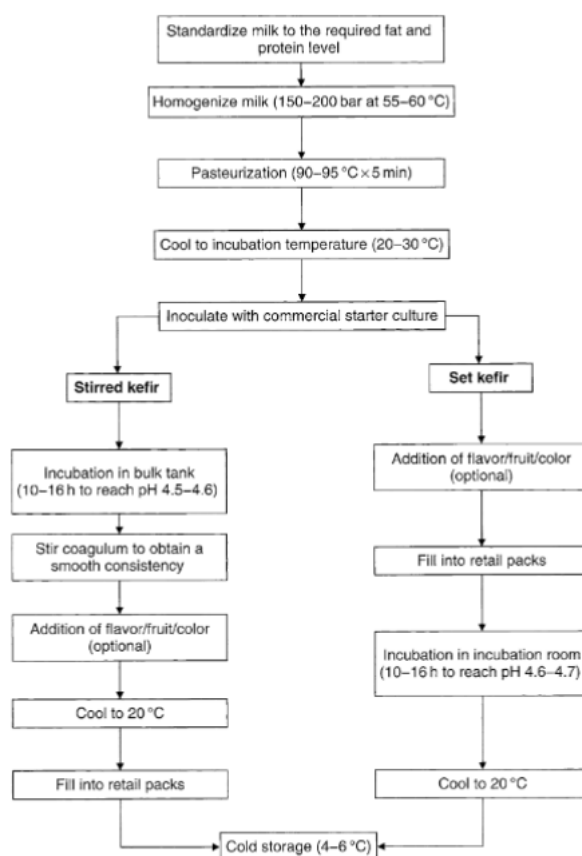 Standardize milk to the required fat and
protein level
Homogenize milk (150–200 bar at 55–60 °C)
Pasteurization (90–95 °C × 5 min)
Cool to incubation temperature (20–30 °C)
Inoculate with commercial starter culture
Stirred kefir
Incubation in bulk tank
(10–16 h to reach pH 4.5–4.6)
Stir coagulum to obtain a
smooth consistency
Addition of flavor/fruit/color
(optional)
Cool to 20 °C
Fill into retail packs
Set kefir
Addition of flavor/fruit/color
(optional)
Fill into retail packs
Incubation in incubation room
(10–16 h to reach pH 4.6–4.7)
Cool to 20 °C
Cold storage (4–6 °C)